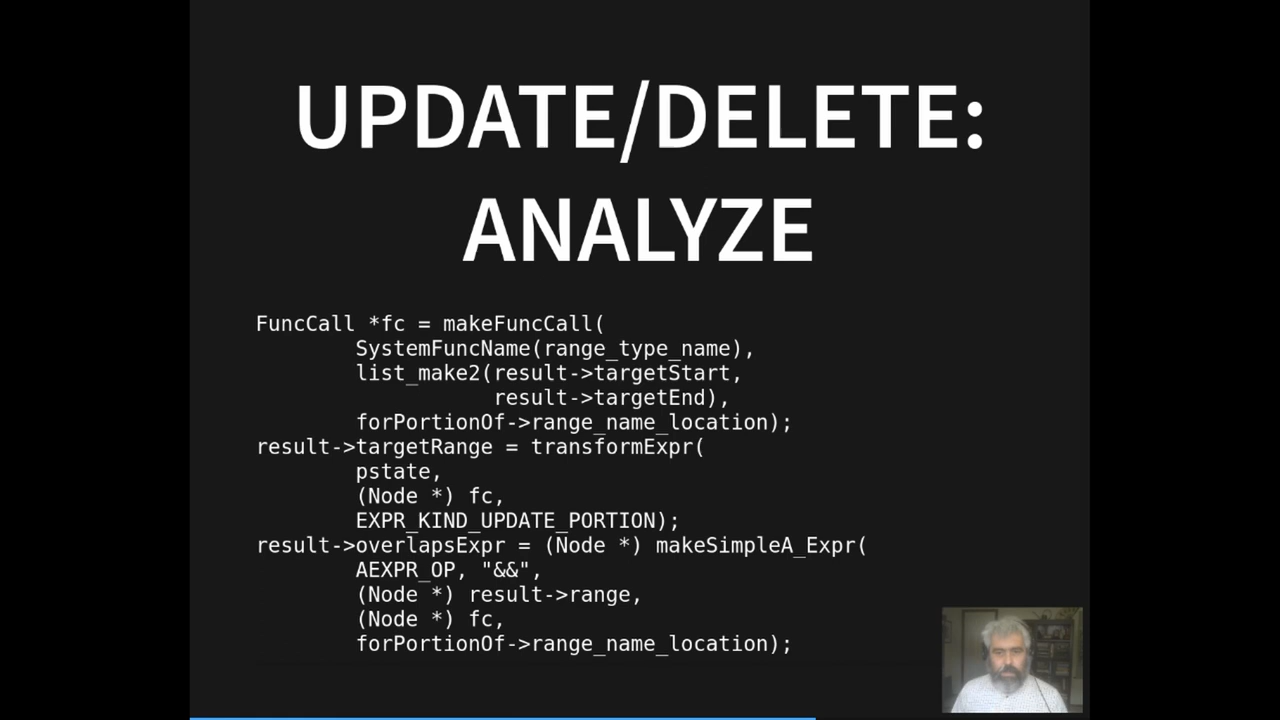 UPDATE/DELETE:
ANALYZE
FuncCall *fc = makeFuncCall(
        SystemFuncName(range_type_name),
        list_make2(result->targetStart,
                   result->targetEnd),
        forPortionOf->range_name_location);
result->targetRange = transformExpr(
        pstate,
        (Node *) fc,
        EXPR_KIND_UPDATE_PORTION);
result->overlapsExpr = (Node *) makeSimpleA_Expr(
        AEXPR_OP, "&&",
        (Node *) result->range,
        (Node *) fc,
        forPortionOf->range_name_location);